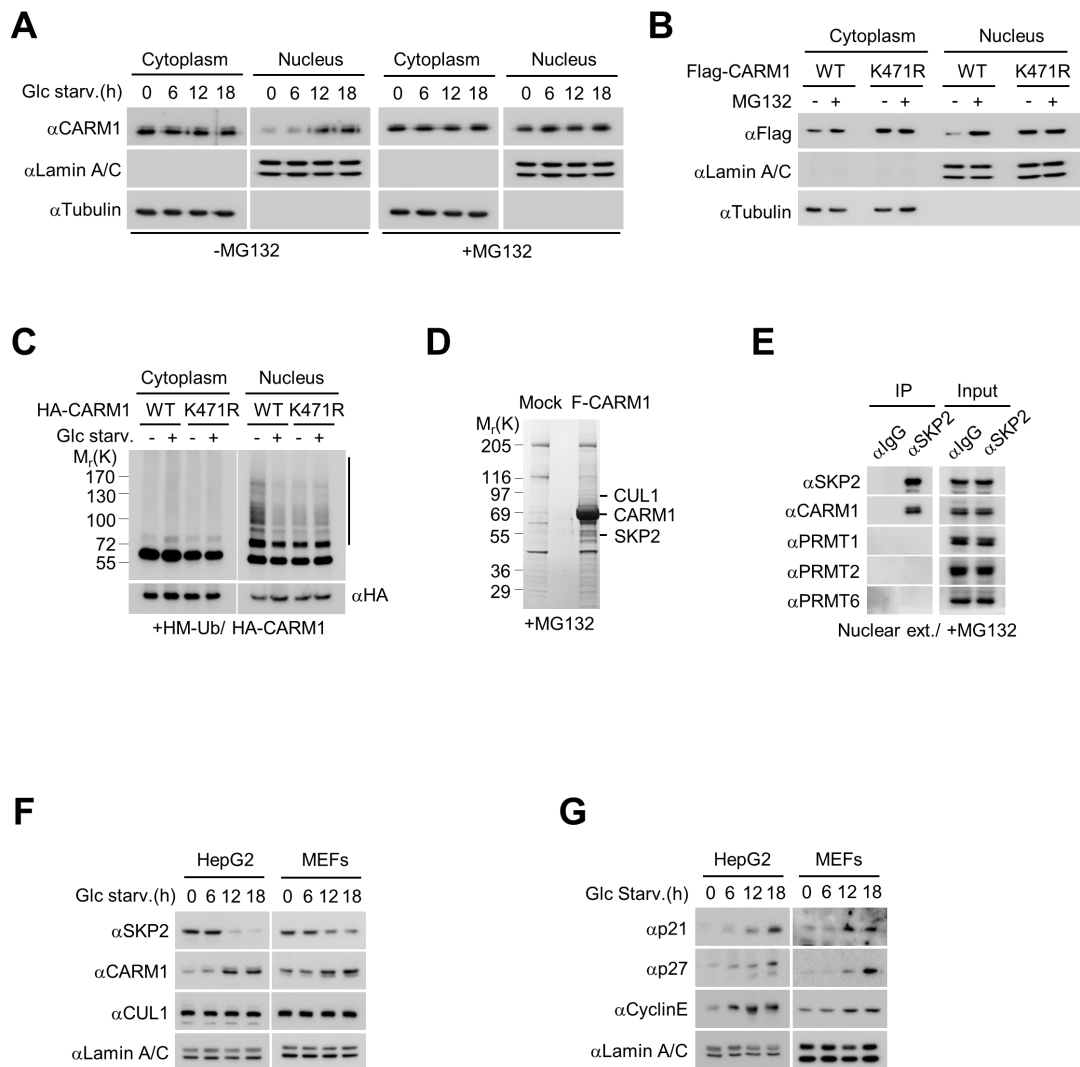 A
Cytoplasm Nucleus Cytoplasm Nucleus
Glc starv.(h) 0 6 12 18 0 6 12 18 0 6 12 18 0 6 12 18
αCARM1
αLamin A/C
αTubulin
-MG132 +MG132
B
Cytoplasm Nucleus
Flag-CARM1 WT K471R WT K471R
MG132 - + - + - + - +
αFlag
αLamin A/C
αTubulin
C
Cytoplasm Nucleus
HA-CARM1 WT K471R WT K471R
Glc starv. - + - + - + - +
Mr(K)
170
130
100
72
55
αHA
+HM-Ub/ HA-CARM1
D
Mock F-CARM1
Mr(K)
205
116
97 CUL1
69 CARM1
55 SKP2
36
29
+MG132
E
IP Input
αIgG αSKP2 αIgG αSKP2
αSKP2
αCARM1
αPRMT1
αPRMT2
αPRMT6
Nuclear ext./ +MG132
F
HepG2 MEFs
Glc starv.(h) 0 6 12 18 0 6 12 18
αSKP2
αCARM1
αCUL1
αLamin A/C
G
HepG2 MEFs
Glc Starv.(h) 0 6 12 18 0 6 12 18
αp21
αp27
αCyclinE
αLamin A/C